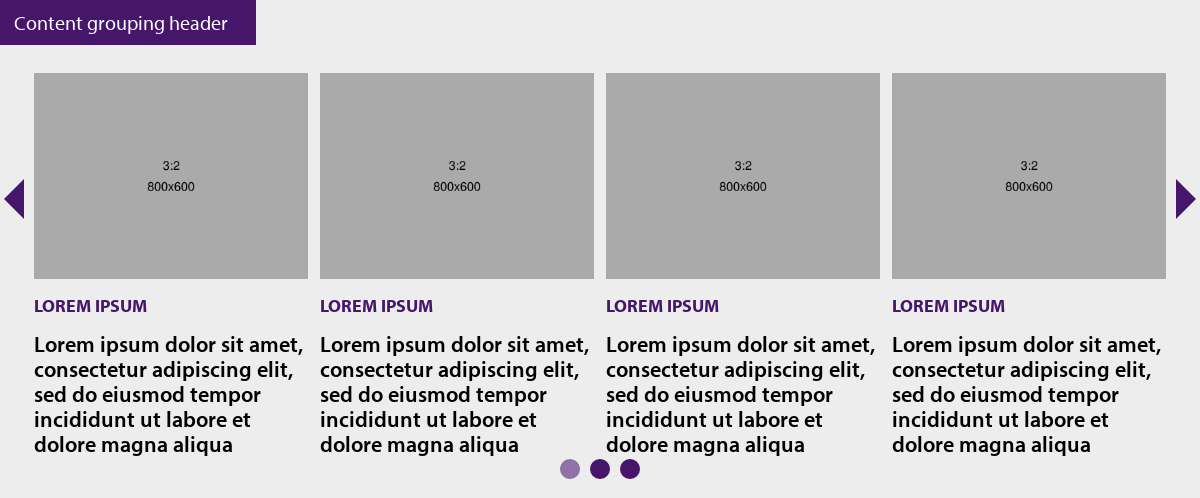 Content grouping header
3:2
800x600
3:2
800x600
3:2
800x600
3:2
800x600
LOREM IPSUM
Lorem ipsum dolor sit amet,
consectetur adipiscing elit,
sed do eiusmod tempor
incididunt ut labore et
dolore magna aliqua
LOREM IPSUM
Lorem ipsum dolor sit amet,
consectetur adipiscing elit,
sed do eiusmod tempor
incididunt ut labore et
dolore magna aliqua
LOREM IPSUM
Lorem ipsum dolor sit amet,
consectetur adipiscing elit,
sed do eiusmod tempor
incididunt ut labore et
dolore magna aliqua
LOREM IPSUM
Lorem ipsum dolor sit amet,
consectetur adipiscing elit,
sed do eiusmod tempor
incididunt ut labore et
dolore magna aliqua